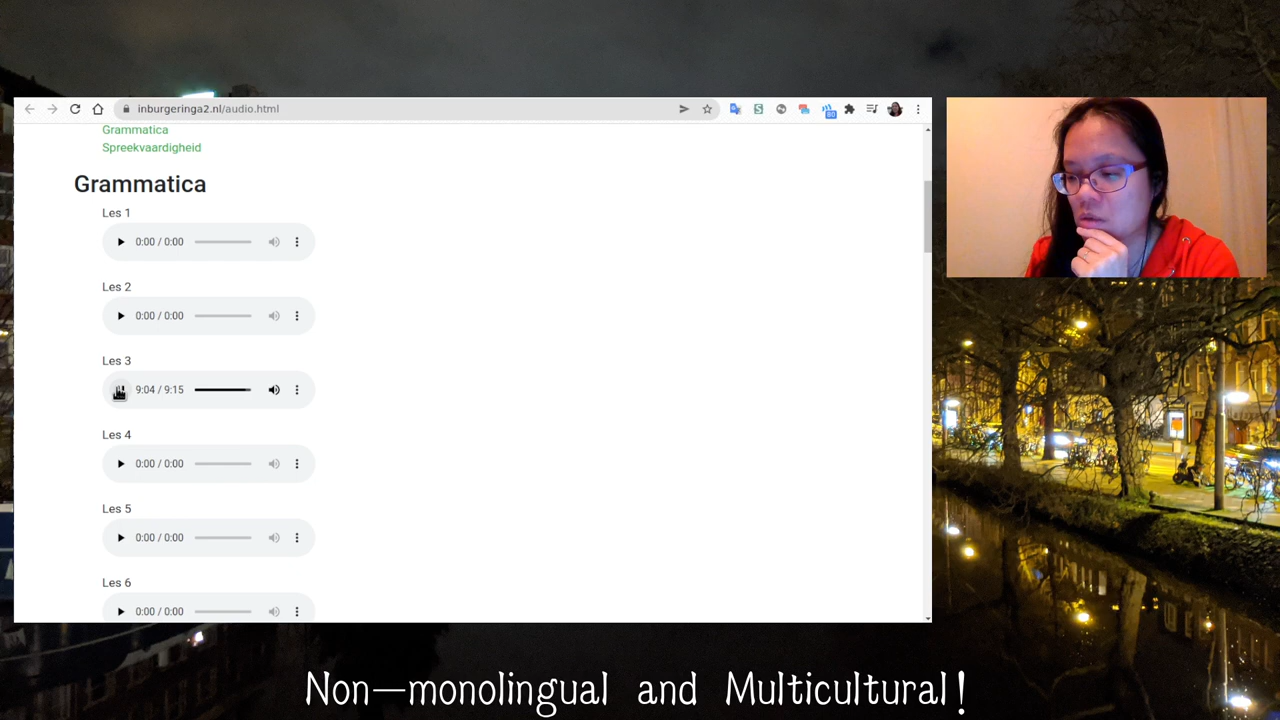 inburgeringa2.nl/audio.html
80
Grammatica
Spreekvaardigheid
Grammatica
Les 1
0:00 / 0:00
Les 2
0:00 / 0:00
Les 3
9:04 / 9:15
Les 4
0:00 / 0:00
Les 5
0:00 / 0:00
Les 6
0:00 / 0:00
Non-monolingual and Multicultural!